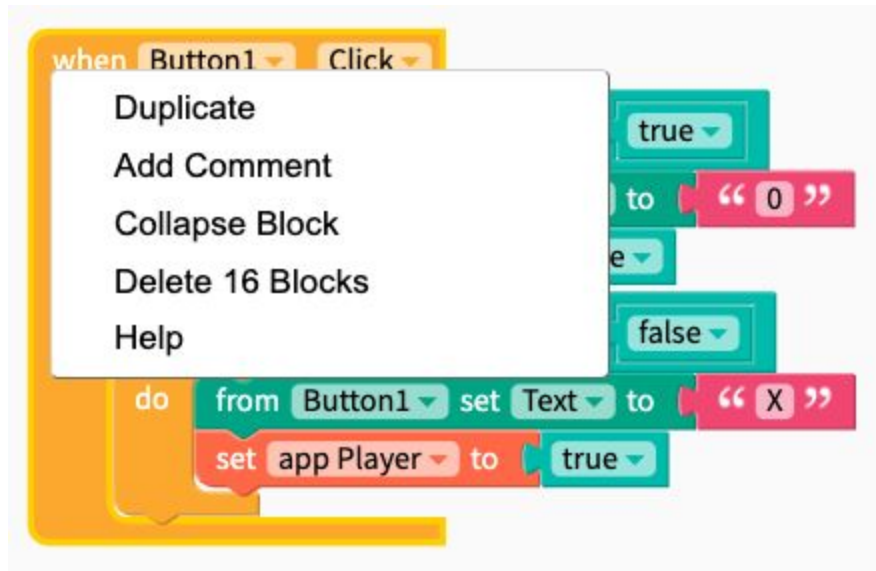 when Button1 Click
Duplicate
true
Add Comment
to “ 0 ”
Collapse Block
e
Delete 16 Blocks
Help
false
do from Button1 set Text to “ X ”
set app Player to true